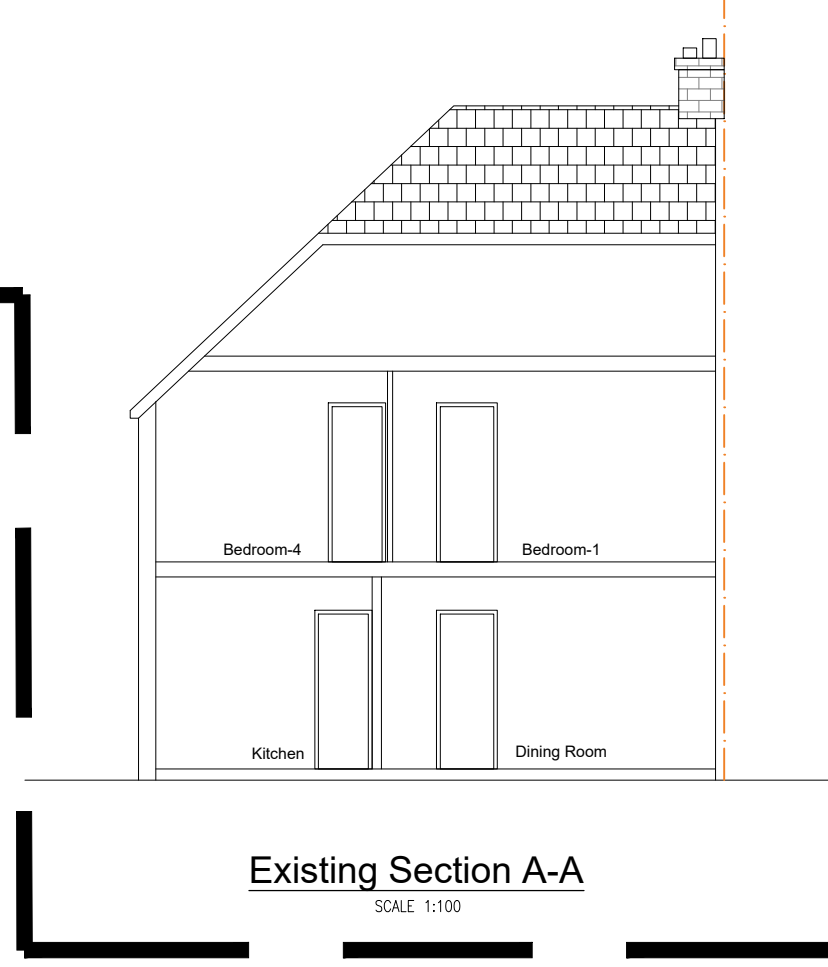 Bedroom-4
Bedroom-1
Kitchen
Dining Room
Existing Section A-A
SCALE 1:100